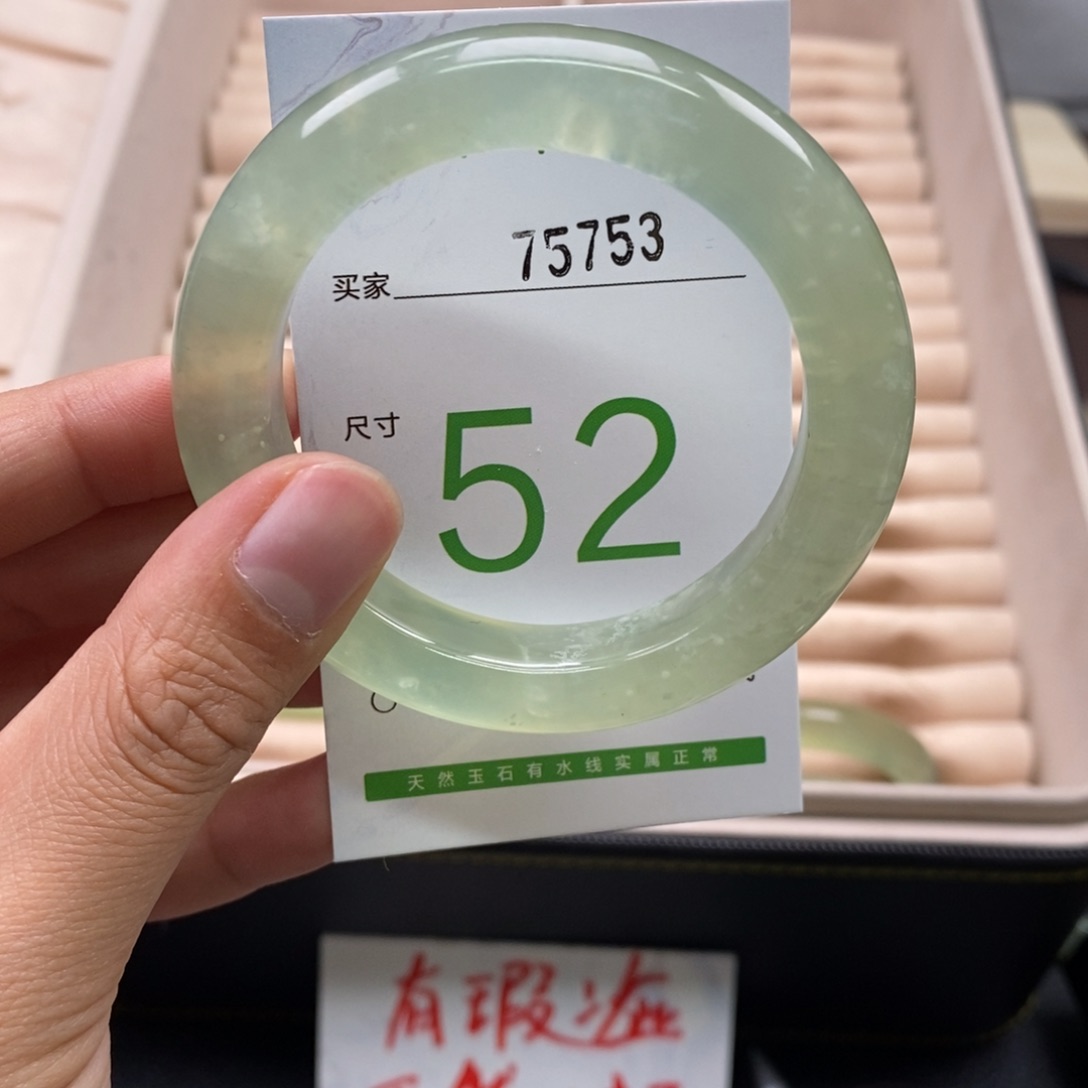 买家 75753
尺寸 52
天然玉石有水线实属正常
有瑕疵